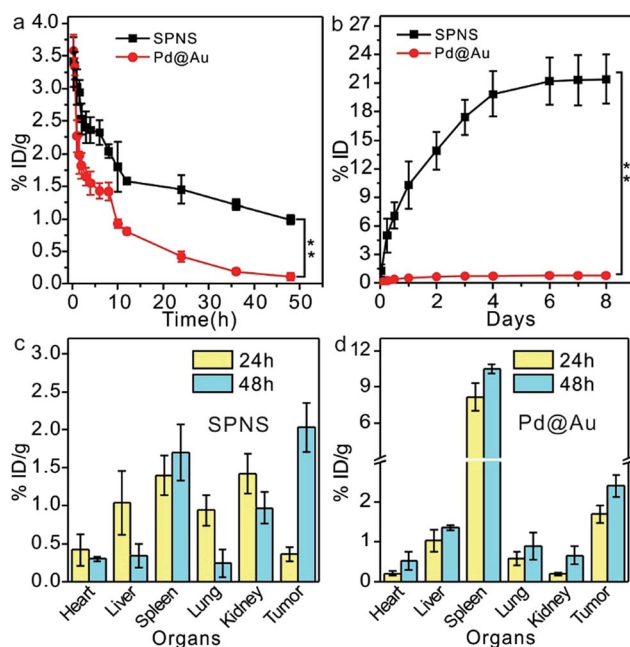 a
4.0
3.5
3.0
2.5
2.0
1.5
1.0
0.5
0.0
% ID/g
SPNS
Pd@Au
**
0 10 20 30 40 50
Time(h)
b
27
24
21
18
15
12
9
6
3
0
% ID
SPNS
Pd@Au
**
0 2 4 6 8
Days
c
3.0
2.5
2.0
1.5
1.0
0.5
0.0
% ID/g
24h
48h
SPNS
Heart Liver Spleen Lung Kidney Tumor
Organs
d
12
9
2
1
0
% ID/g
24h
48h
Pd@Au
Heart Liver Spleen Lung Kidney Tumor
Organs